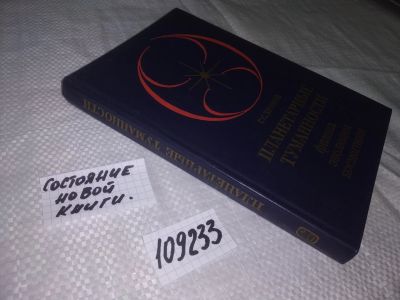 ПЛАНЕТАРНЫЕ
ТУМАННОСТИ
ПЛАНЕТАРНЫЕ ТУМАННОСТИ
СОСТОЯНИЕ
НОВОЙ
КНИГИ.
109233